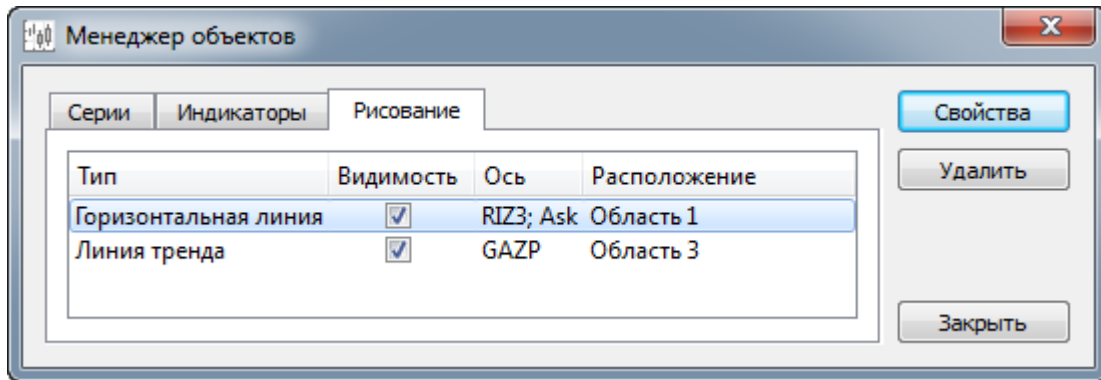 Менеджер объектов
Серии Индикаторы Рисование
Свойства
Тип Видимость Ось Расположение
Удалить
Горизонтальная линия RIZ3; Ask Область 1
Линия тренда GAZP Область 3
Закрыть